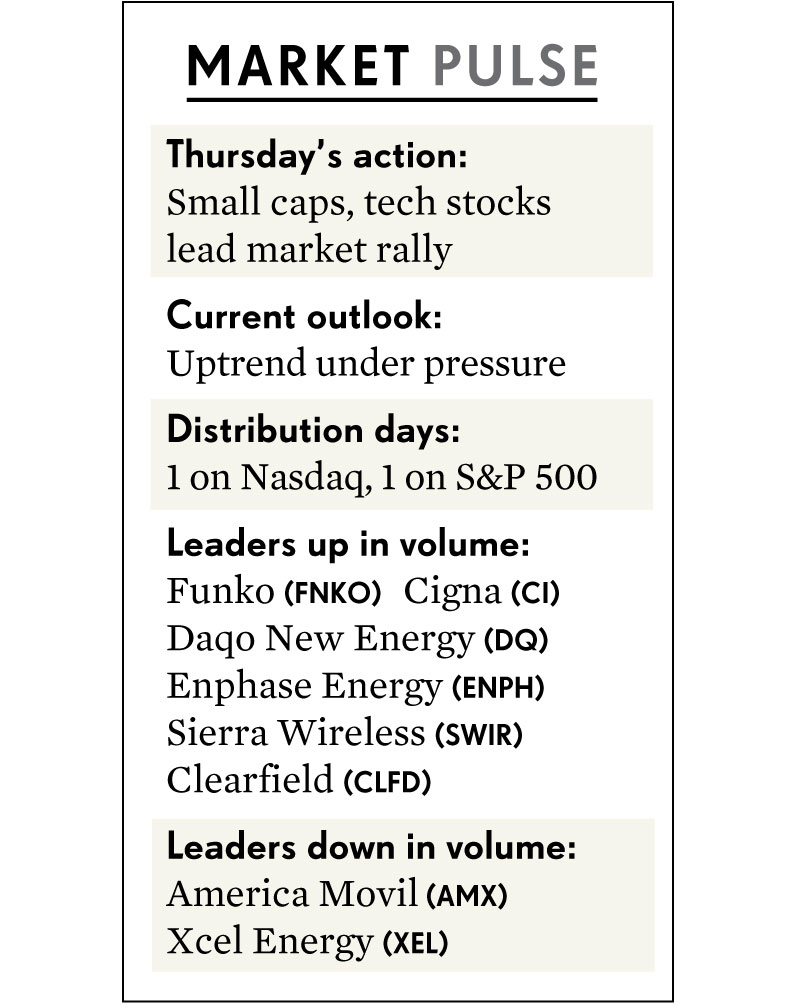 MARKET PULSE
Thursday’s action:
Small caps, tech stocks
lead market rally
Current outlook:
Uptrend under pressure
Distribution days:
1 on Nasdaq, 1 on S&P 500
Leaders up in volume:
Funko (FNKO) Cigna (CI)
Daqo New Energy (DQ)
Enphase Energy (ENPH)
Sierra Wireless (SWIR)
Clearfield (CLFD)
Leaders down in volume:
America Movil (AMX)
Xcel Energy (XEL)